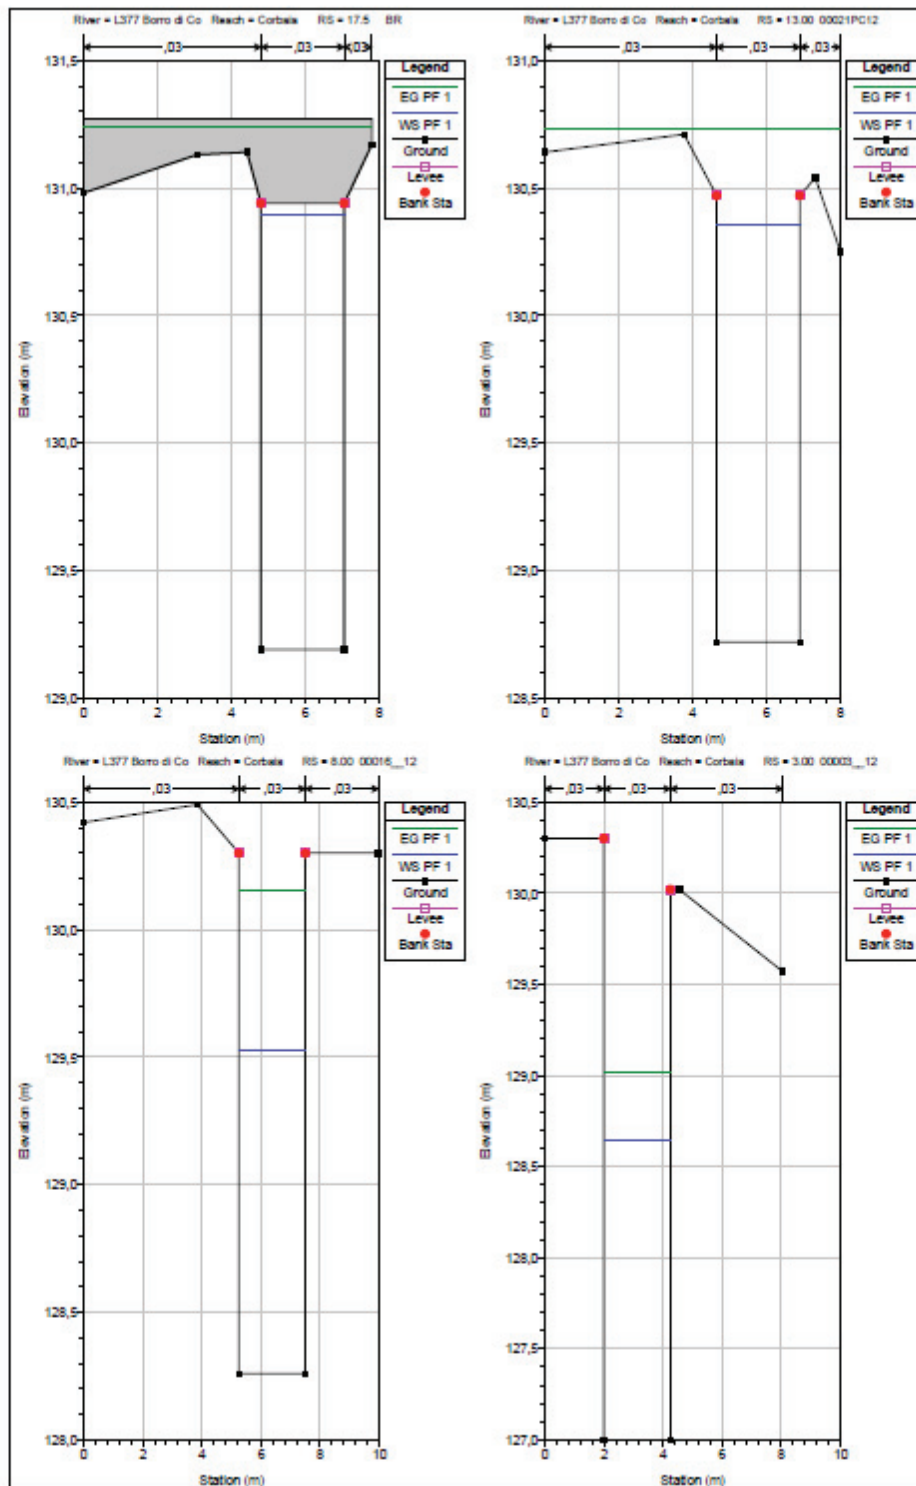 River = L377 Borro di Co Reach = Corbaia RS = 17.5 BR
,03 ,03 ,03
131,5
131,0
130,5
130,0
129,5
129,0
Elevation (m)
0 2 4 6 8
Station (m)
Legend
EG PF 1
WS PF 1
Ground
Levee
Bank Sta
River = L377 Borro di Co Reach = Corbaia RS = 13.00 00021PC12
,03 ,03 ,03
131,0
130,5
130,0
129,5
129,0
128,5
Elevation (m)
0 2 4 6 8
Station (m)
Legend
EG PF 1
WS PF 1
Ground
Levee
Bank Sta
River = L377 Borro di Co Reach = Corbaia RS = 8.00 00016__12
,03 ,03 ,03
130,5
130,0
129,5
129,0
128,5
128,0
Elevation (m)
0 2 4 6 8 10
Station (m)
Legend
EG PF 1
WS PF 1
Ground
Levee
Bank Sta
River = L377 Borro di Co Reach = Corbaia RS = 3.00 00003__12
,03 ,03 ,03
130,5
130,0
129,5
129,0
128,5
128,0
127,5
127,0
Elevation (m)
0 2 4 6 8 10
Station (m)
Legend
EG PF 1
WS PF 1
Ground
Levee
Bank Sta